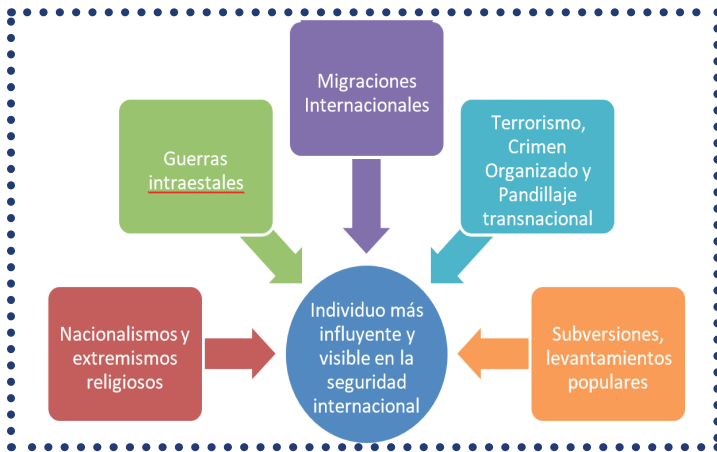 Migraciones
Internacionales
Guerras
intraestales
Terrorismo,
Crimen
Organizado y
Pandillaje
transnacional
Nacionalismos y
extremismos
religiosos
Individuo más
influyente y
visible en la
seguridad
internacional
Subversiones,
levantamientos
populares